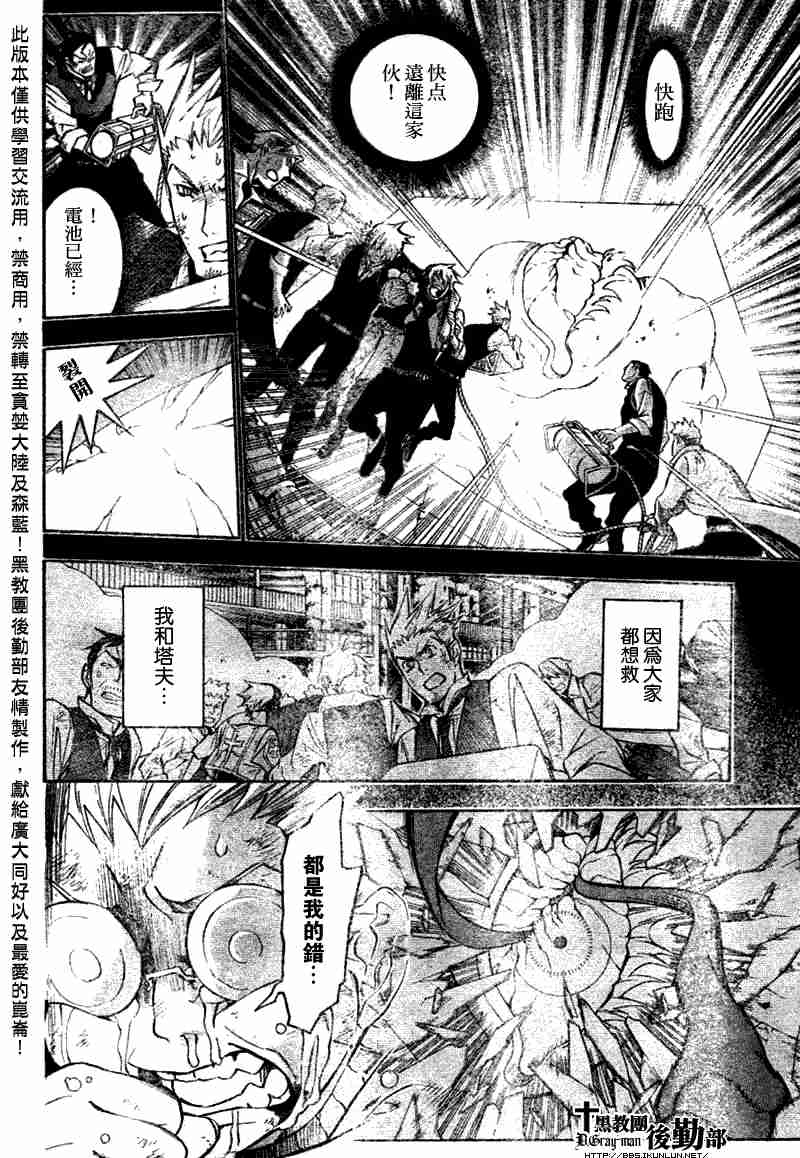 快跑
快点
遠離這家
伙！
！
電池已經…
裂開
因為大家
都想救
我和塔夫…
都是我的錯…
此版本僅供學習交流用，禁商用，禁轉至貪婪大陸及森藍！黑教團後勤部友情製作，獻給廣大同好以及最愛的崑崙！
黑教團
D.Gray-man
後勤部
HTTP://BBS.IKUNLUN.NET/